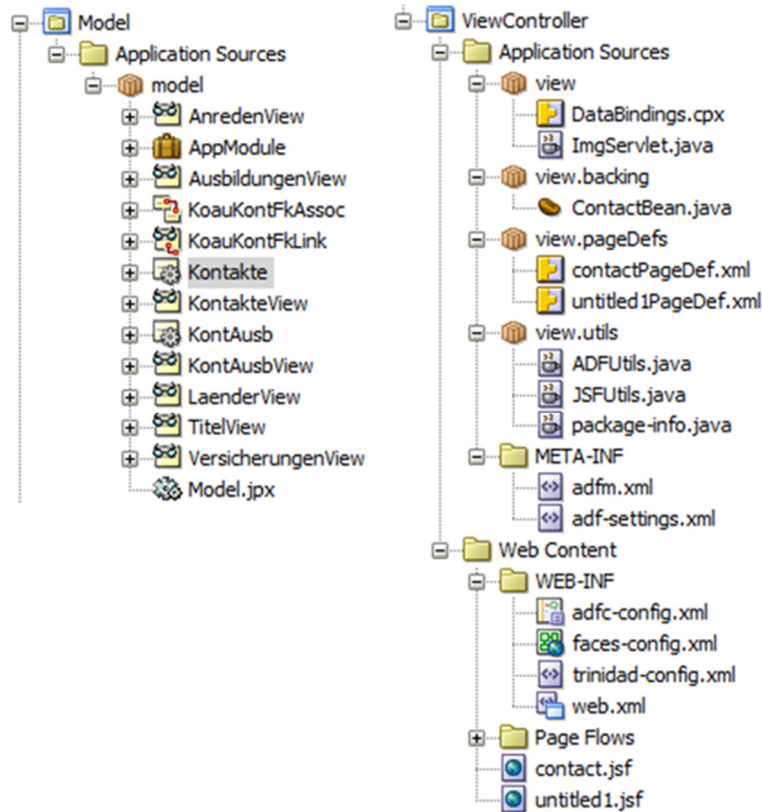 Model
Application Sources
model
AnredenView
AppModule
AusbildungenView
KoauKontFkAssoc
KoauKontFkLink
Kontakte
KontakteView
KontAusb
KontAusbView
LaenderView
TitelView
VersicherungenView
Model.jpx
ViewController
Application Sources
view
DataBindings.cpx
ImgServlet.java
view.backing
ContactBean.java
view.pageDefs
contactPageDef.xml
untitled1PageDef.xml
view.utils
ADFUtils.java
JSFUtils.java
package-info.java
META-INF
adfm.xml
adf-settings.xml
Web Content
WEB-INF
adfc-config.xml
faces-config.xml
trinidad-config.xml
web.xml
Page Flows
contact.jsf
untitled1.jsf